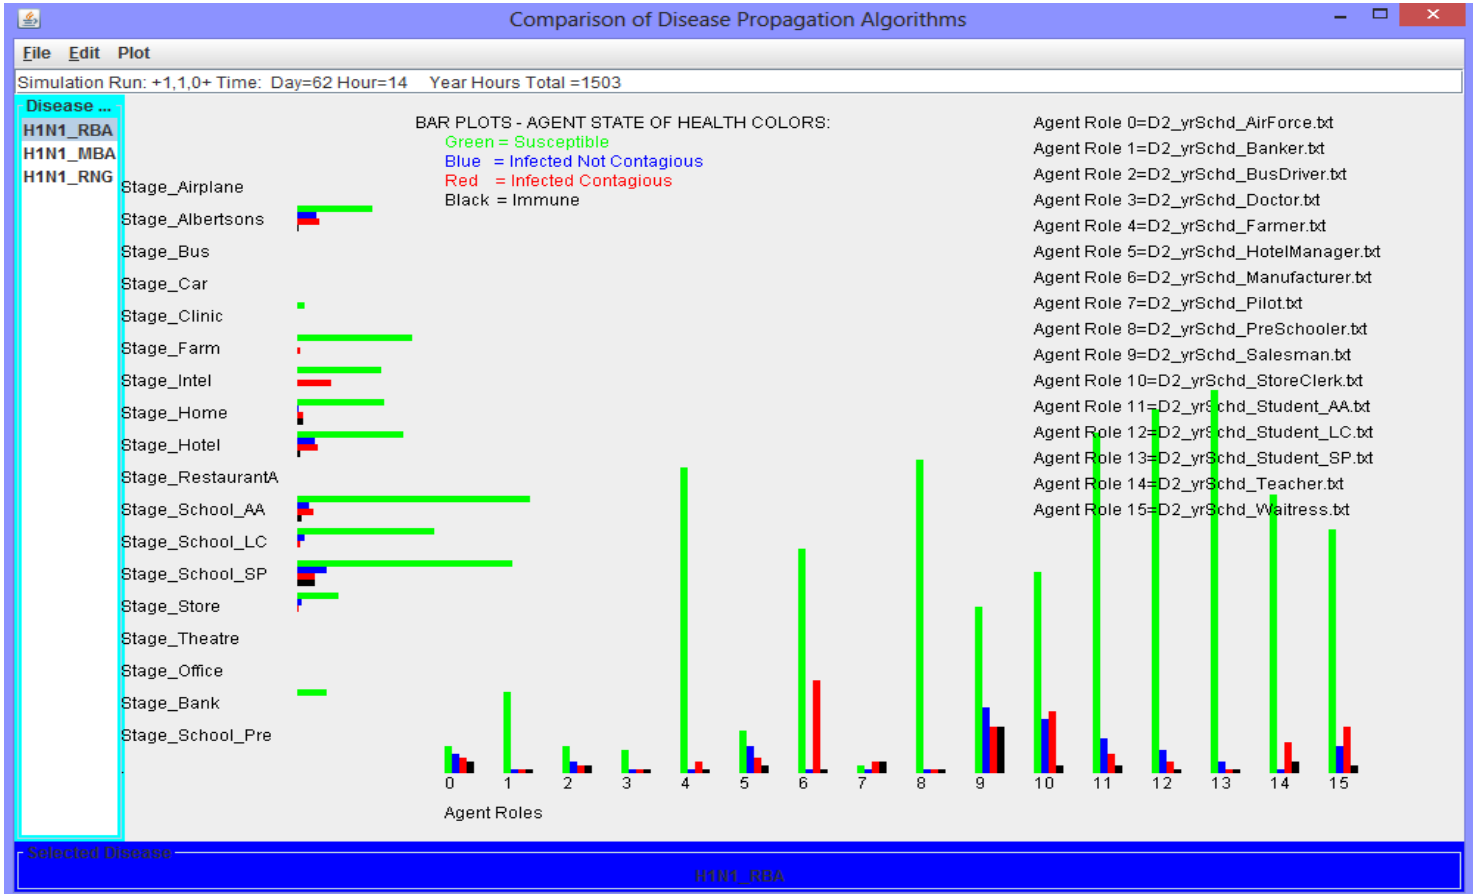 Comparison of Disease Propagation Algorithms
File Edit Plot
Simulation Run: +1,1,0+ Time: Day=62 Hour=14 Year Hours Total =1503
Disease ...
H1N1_RBA
H1N1_MBA
H1N1_RNG
Stage_Airplane
Stage_Albertsons
Stage_Bus
Stage_Car
Stage_Clinic
Stage_Farm
Stage_Intel
Stage_Home
Stage_Hotel
Stage_RestaurantA
Stage_School_AA
Stage_School_LC
Stage_School_SP
Stage_Store
Stage_Theatre
Stage_Office
Stage_Bank
Stage_School_Pre
.
BAR PLOTS - AGENT STATE OF HEALTH COLORS:
Green = Susceptible
Blue = Infected Not Contagious
Red = Infected Contagious
Black = Immune
Agent Role 0=D2_yrSchd_AirForce.txt
Agent Role 1=D2_yrSchd_Banker.txt
Agent Role 2=D2_yrSchd_BusDriver.txt
Agent Role 3=D2_yrSchd_Doctor.txt
Agent Role 4=D2_yrSchd_Farmer.txt
Agent Role 5=D2_yrSchd_HotelManager.txt
Agent Role 6=D2_yrSchd_Manufacturer.txt
Agent Role 7=D2_yrSchd_Pilot.txt
Agent Role 8=D2_yrSchd_PreSchooler.txt
Agent Role 9=D2_yrSchd_Salesman.txt
Agent Role 10=D2_yrSchd_StoreClerk.txt
Agent Role 11=D2_yrSchd_Student_AA.txt
Agent Role 12=D2_yrSchd_Student_LC.txt
Agent Role 13=D2_yrSchd_Student_SP.txt
Agent Role 14=D2_yrSchd_Teacher.txt
Agent Role 15=D2_yrSchd_Waitress.txt
0 1 2 3 4 5 6 7 8 9 10 11 12 13 14 15
Agent Roles
Selected Disease
H1N1_RBA